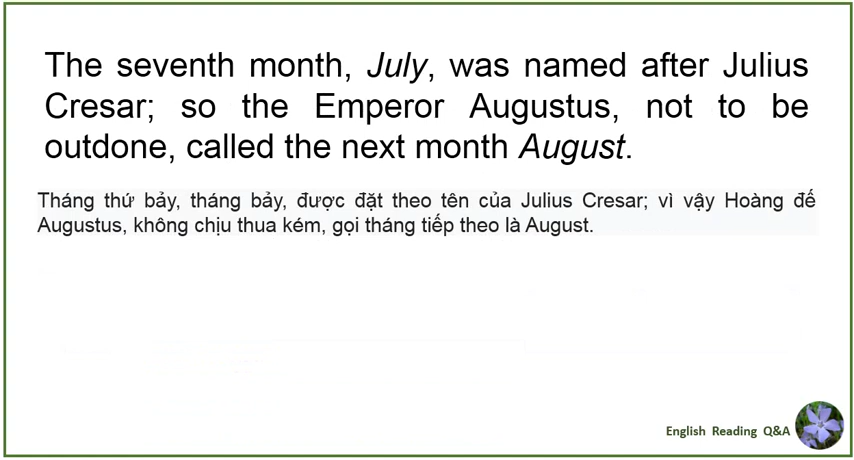 The seventh month, July, was named after Julius
Cresar; so the Emperor Augustus, not to be
outdone, called the next month August.
Tháng thứ bảy, tháng bảy, được đặt theo tên của Julius Cresar; vì vậy Hoàng đế
Augustus, không chịu thua kém, gọi tháng tiếp theo là August.
English Reading Q&A